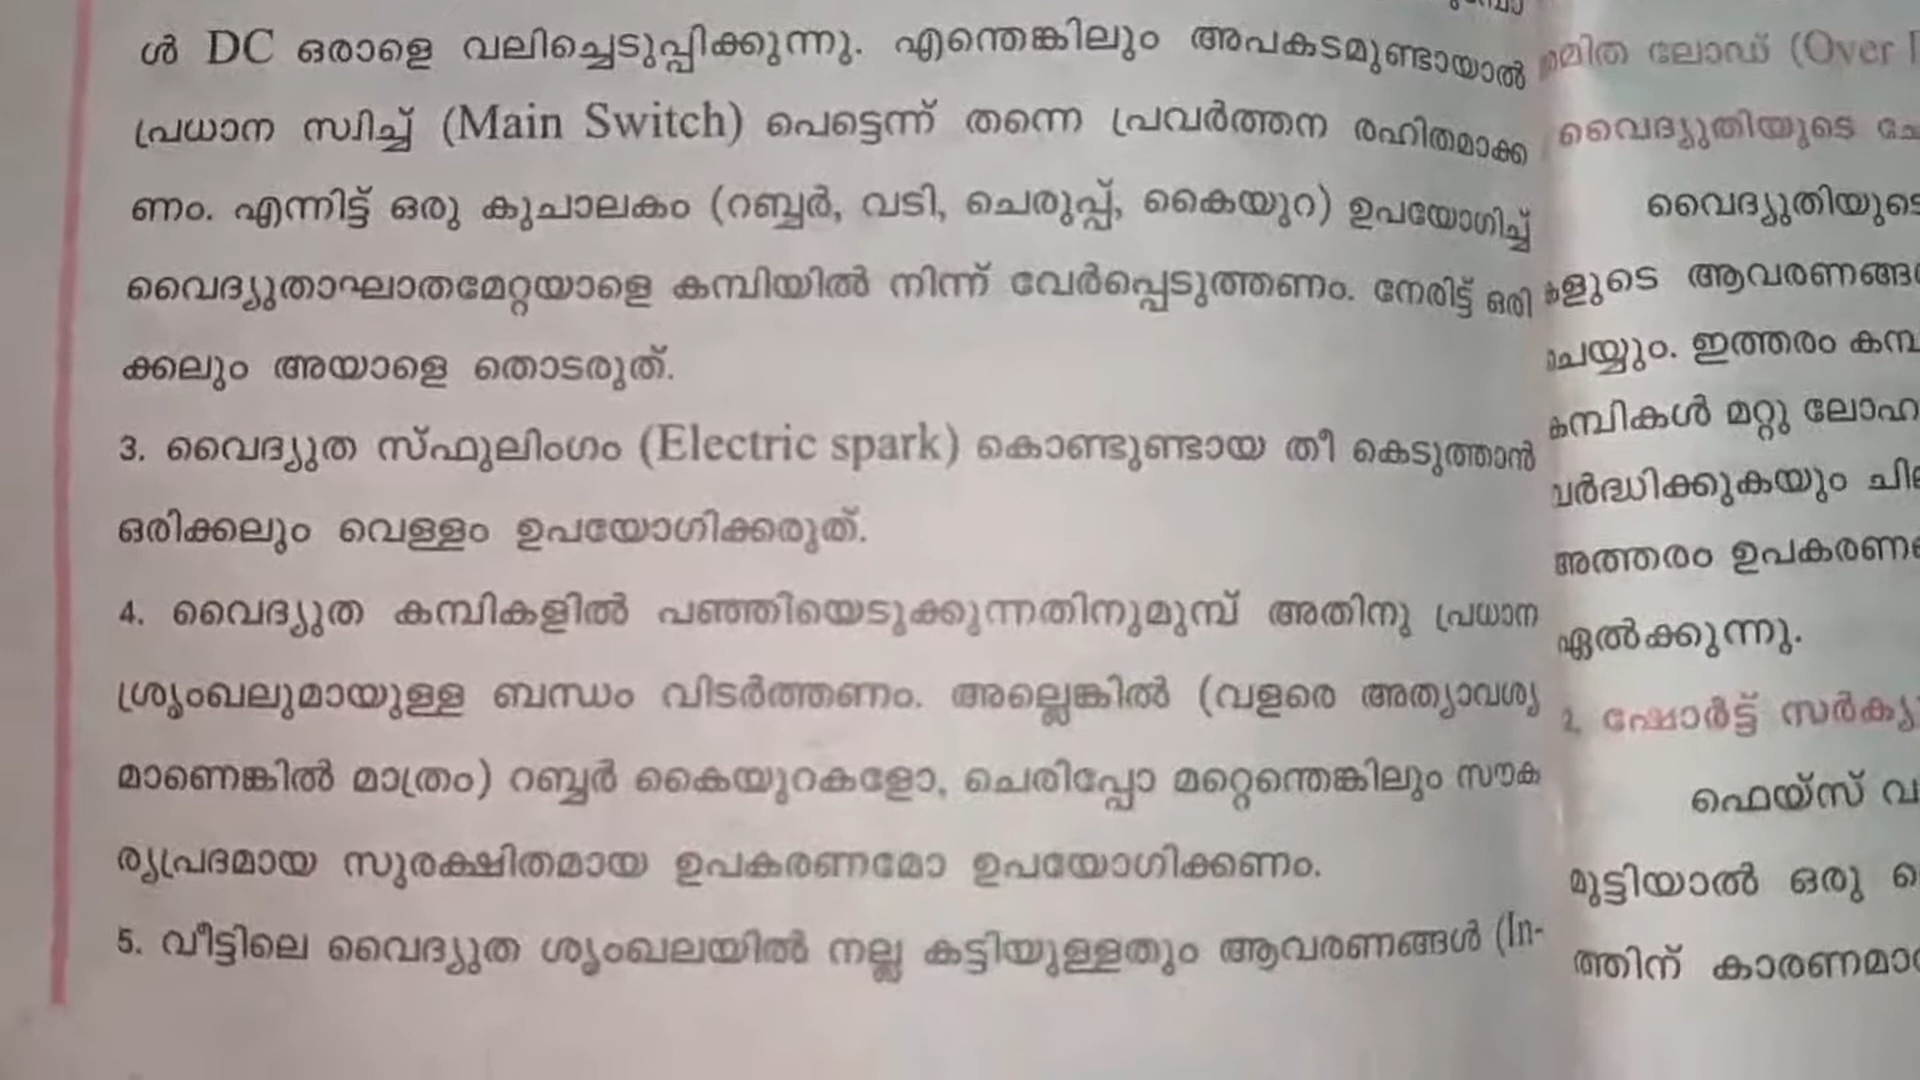 ൾ DC ഒരാളെ വലിച്ചെടുപ്പിക്കുന്നു. എന്തെങ്കിലും അപകടമുണ്ടായാൽ
പ്രധാന സ്വിച്ച് (Main Switch) പെട്ടെന്ന് തന്നെ പ്രവർത്തന രഹിതമാക്ക
ണം. എന്നിട്ട് ഒരു കുചാലകം (റബ്ബർ, വടി, ചെരുപ്പ്, കൈയുറ) ഉപയോഗിച്ച്
വൈദ്യുതാഘാതമേറ്റയാളെ കമ്പിയിൽ നിന്ന് വേർപ്പെടുത്തണം. നേരിട്ട് ഒരി
ക്കലും അയാളെ തൊടരുത്.
3. വൈദ്യുത സ്ഫുലിംഗം (Electric spark) കൊണ്ടുണ്ടായ തീ കെടുത്താൻ
ഒരിക്കലും വെള്ളം ഉപയോഗിക്കരുത്.
4. വൈദ്യുത കമ്പികളിൽ പഞ്ഞിയെടുക്കുന്നതിനുമുമ്പ് അതിനു പ്രധാന
ശ്രൃംഖലുമായുള്ള ബന്ധം വിടർത്തണം. അല്ലെങ്കിൽ (വളരെ അത്യാവശ്യ
മാണെങ്കിൽ മാത്രം) റബ്ബർ കൈയുറകളോ, ചെരിപ്പോ മറ്റെന്തെങ്കിലും സൗക
ര്യപ്രദമായ സുരക്ഷിതമായ ഉപകരണമോ ഉപയോഗിക്കണം.
5. വീട്ടിലെ വൈദ്യുത ശൃംഖലയിൽ നല്ല കട്ടിയുള്ളതും ആവരണങ്ങൾ (In-
ലോഡ് (Over
വൈദ്യുതിയുടെ
വൈദ്യുതിയുടെ
കളുടെ
ചെയ്യും. ഇത്തരം
കമ്പികൾ മറ്റു
വർദ്ധിക്കുകയും
അത്തരം
ഏൽക്കുന്നു.
2. ഷോർട്ട്
ഫെയ്സ്
മുട്ടിയാൽ ഒരു
ത്തിന്